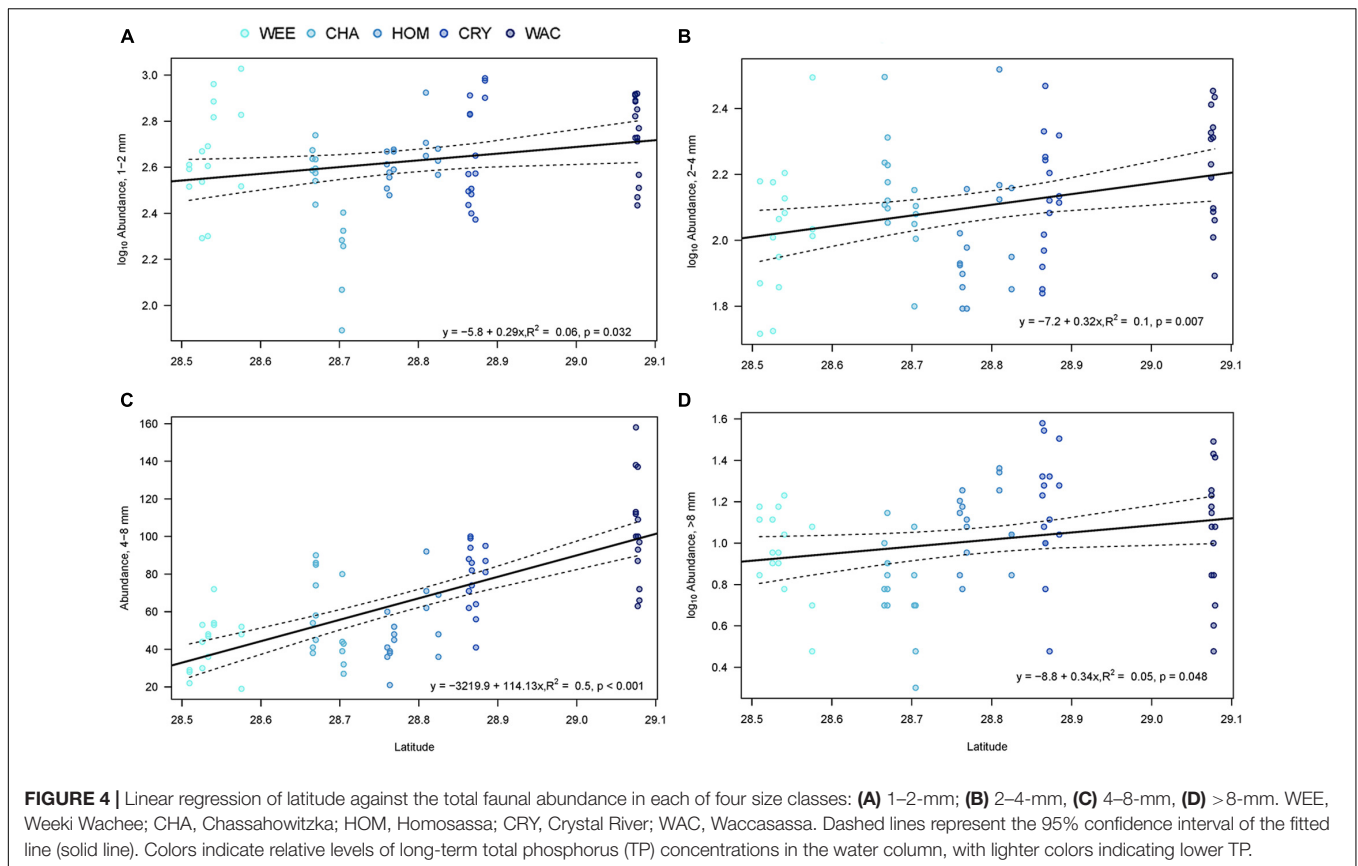 WEE CHA HOM CRY WAC
A
log10 Abundance, 1−2 mm
3.0
2.8
2.6
2.4
2.2
2.0
y = −5.8 + 0.29x,R² = 0.06, p = 0.032
28.5 28.6 28.7 28.8 28.9 29.0 29.1
B
log10 Abundance, 2−4 mm
2.4
2.2
2.0
1.8
y = −7.2 + 0.32x,R² = 0.1, p = 0.007
28.5 28.6 28.7 28.8 28.9 29.0 29.1
C
Abundance, 4−8 mm
160
140
120
100
80
60
40
20
y = −3219.9 + 114.13x,R² = 0.5, p < 0.001
28.5 28.6 28.7 28.8 28.9 29.0 29.1
Latitude
D
log10 Abundance, >8 mm
1.6
1.4
1.2
1.0
0.8
0.6
0.4
y = −8.8 + 0.34x,R² = 0.05, p = 0.048
28.5 28.6 28.7 28.8 28.9 29.0 29.1
Latitude
FIGURE 4 | Linear regression of latitude against the total faunal abundance in each of four size classes: (A) 1–2-mm; (B) 2–4-mm, (C) 4–8-mm, (D) >8-mm. WEE,
Weeki Wachee; CHA, Chassahowitzka; HOM, Homosassa; CRY, Crystal River; WAC, Waccasassa. Dashed lines represent the 95% confidence interval of the fitted
line (solid line). Colors indicate relative levels of long-term total phosphorus (TP) concentrations in the water column, with lighter colors indicating lower TP.